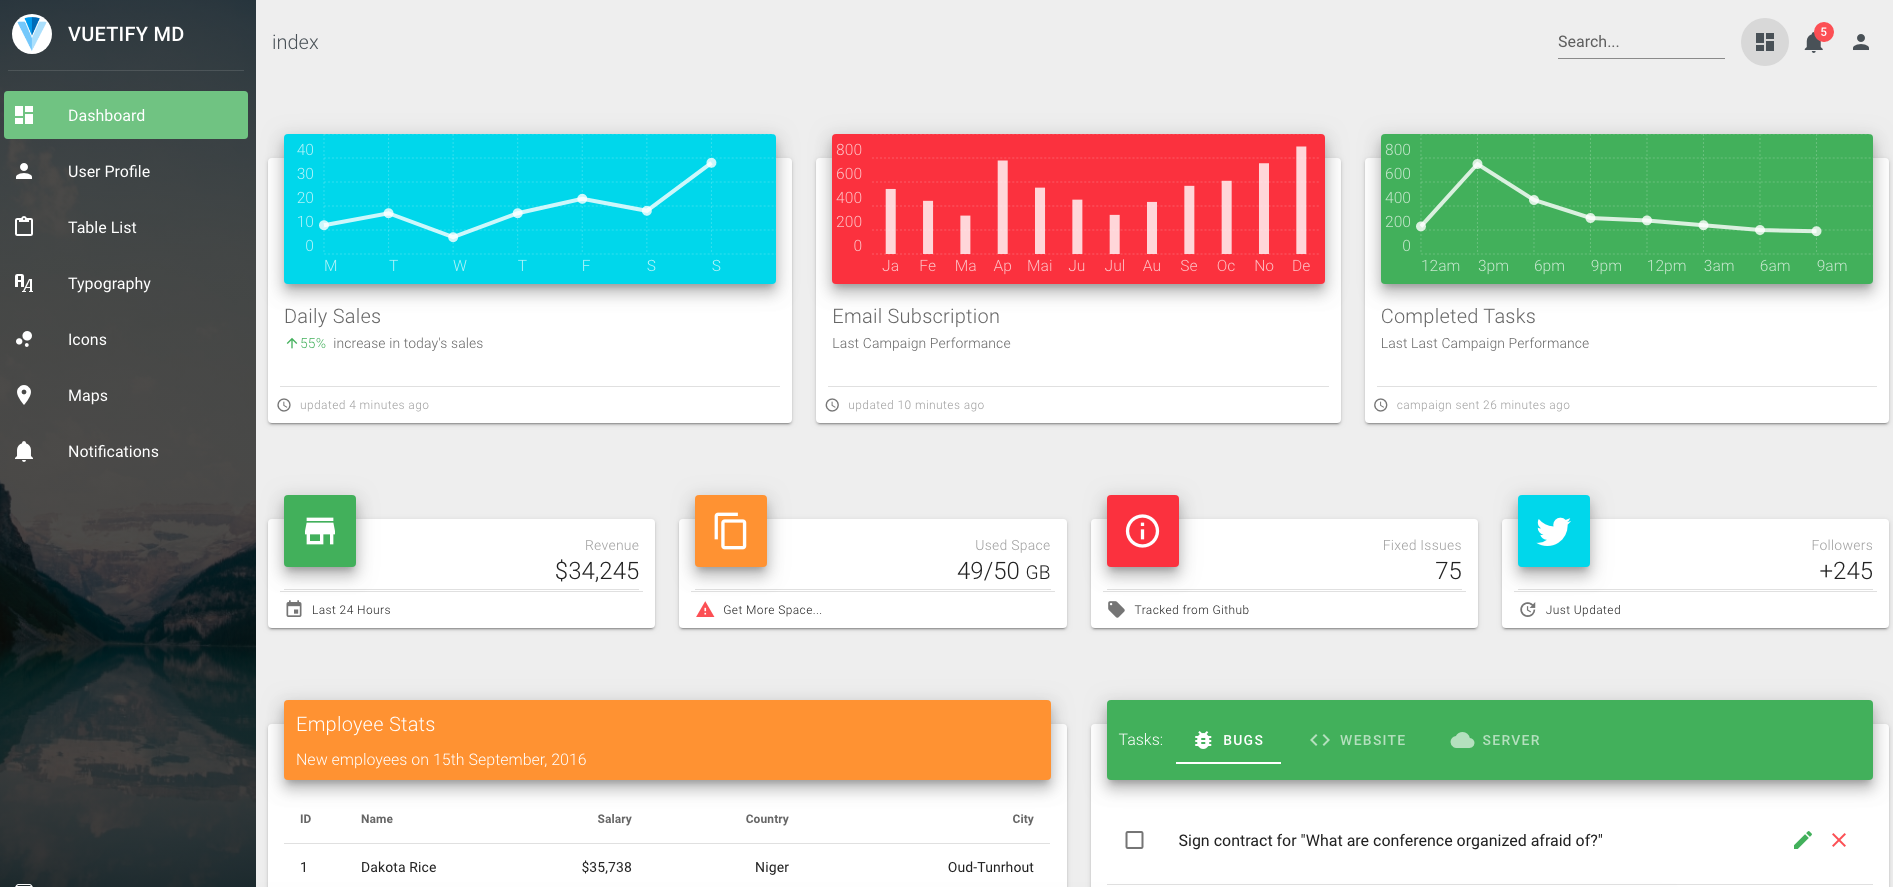 VUETIFY MD
Dashboard
User Profile
Table List
Typography
Icons
Maps
Notifications
index
Search...
5
40
30
20
10
0
M T W T F S S
Daily Sales
55% increase in today's sales
updated 4 minutes ago
800
600
400
200
0
Ja Fe Ma Ap Mai Ju Jul Au Se Oc No De
Email Subscription
Last Campaign Performance
updated 10 minutes ago
800
600
400
200
0
12am 3pm 6pm 9pm 12pm 3am 6am 9am
Completed Tasks
Last Last Campaign Performance
campaign sent 26 minutes ago
Revenue
$34,245
Last 24 Hours
Used Space
49/50 GB
Get More Space...
Fixed Issues
75
Tracked from Github
Followers
+245
Just Updated
Employee Stats
New employees on 15th September, 2016
ID Name Salary Country City
1 Dakota Rice $35,738 Niger Oud-Tunrhout
Tasks: BUGS WEBSITE SERVER
Sign contract for "What are conference organized afraid of?"